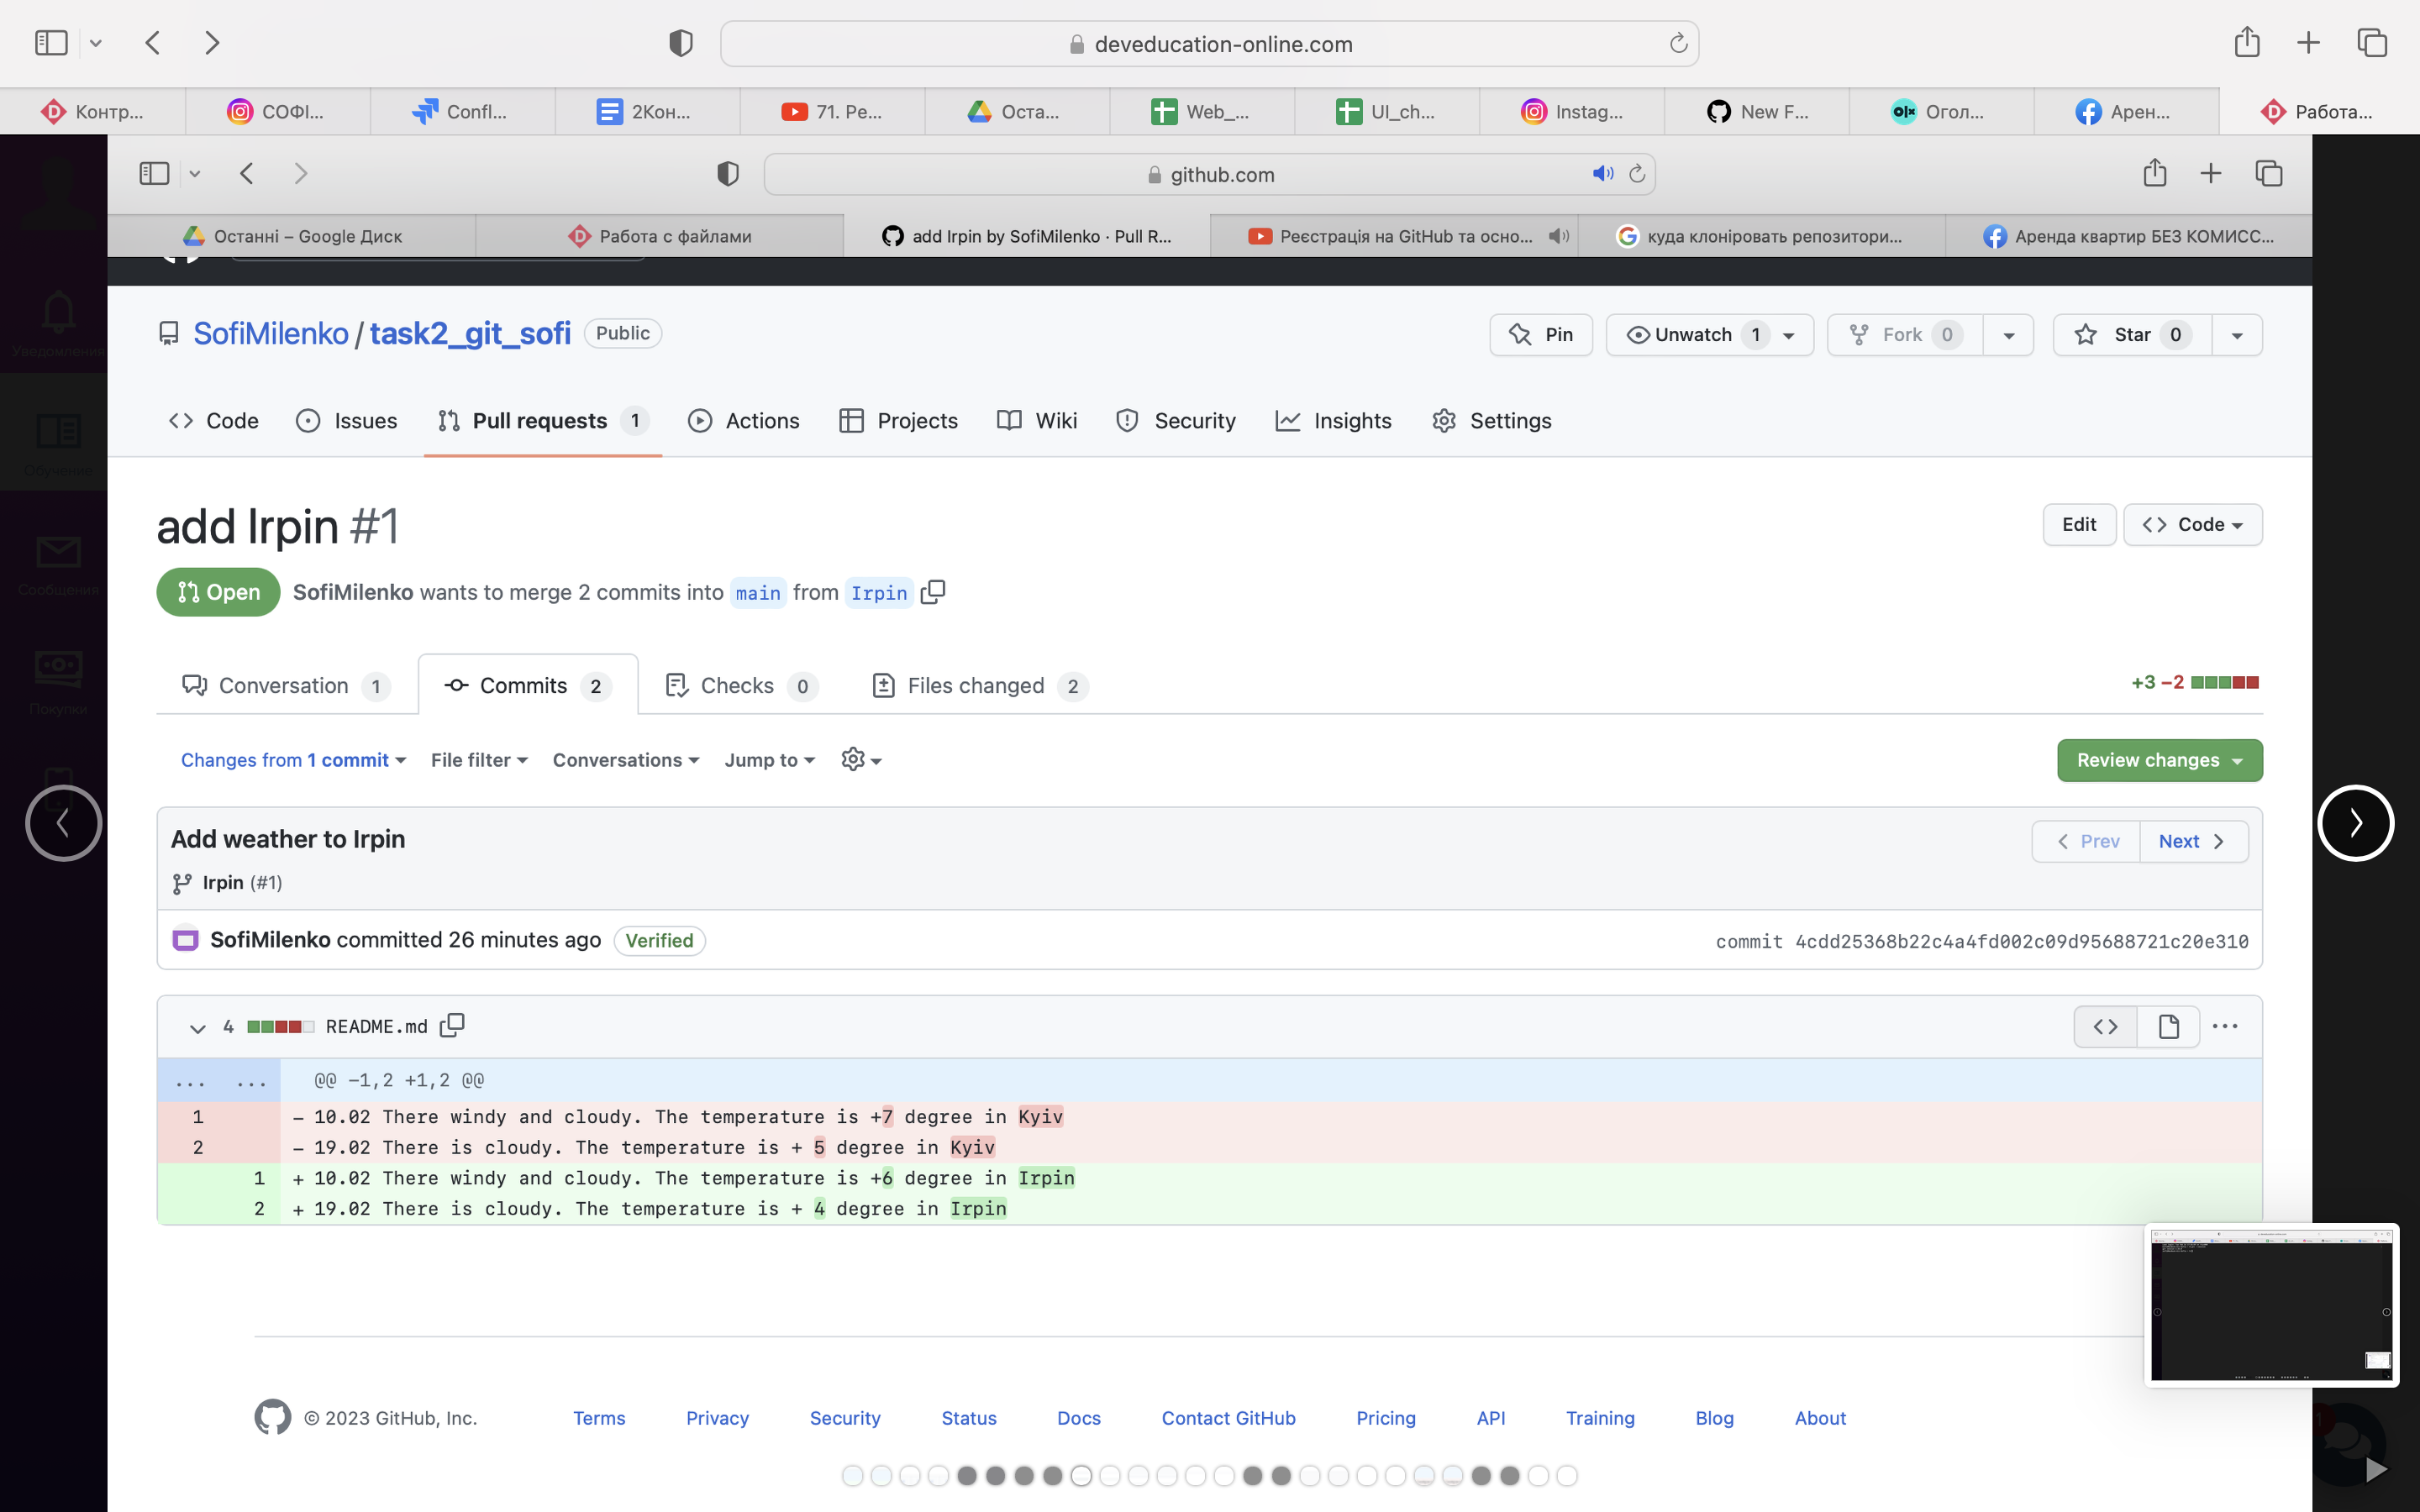 deveducation-online.com
Контр... СОФІ... Confl... 2Кон... 71. Ре... Оста... Web_... UI_ch... Instag... New F... Огол... Арен... Работа...
github.com
Останні – Google Диск Работа с файлами add Irpin by SofiMilenko · Pull R... Реєстрація на GitHub та осно... куда клоніровать репозитори... Аренда квартир БЕЗ КОМИСС...
Уведомления
Обучение
Сообщения
Покупки
SofiMilenko / task2_git_sofi Public Pin Unwatch 1 Fork 0 Star 0
Code Issues Pull requests 1 Actions Projects Wiki Security Insights Settings
add Irpin #1 Edit Code
Open SofiMilenko wants to merge 2 commits into main from Irpin
Conversation 1 Commits 2 Checks 0 Files changed 2 +3 −2
Changes from 1 commit File filter Conversations Jump to Review changes
Add weather to Irpin Prev Next
Irpin (#1)
SofiMilenko committed 26 minutes ago Verified commit 4cdd25368b22c4a4fd002c09d95688721c20e310
4 README.md
... ... @@ -1,2 +1,2 @@
1 - 10.02 There windy and cloudy. The temperature is +7 degree in Kyiv
2 - 19.02 There is cloudy. The temperature is + 5 degree in Kyiv
1 + 10.02 There windy and cloudy. The temperature is +6 degree in Irpin
2 + 19.02 There is cloudy. The temperature is + 4 degree in Irpin
© 2023 GitHub, Inc. Terms Privacy Security Status Docs Contact GitHub Pricing API Training Blog About
1